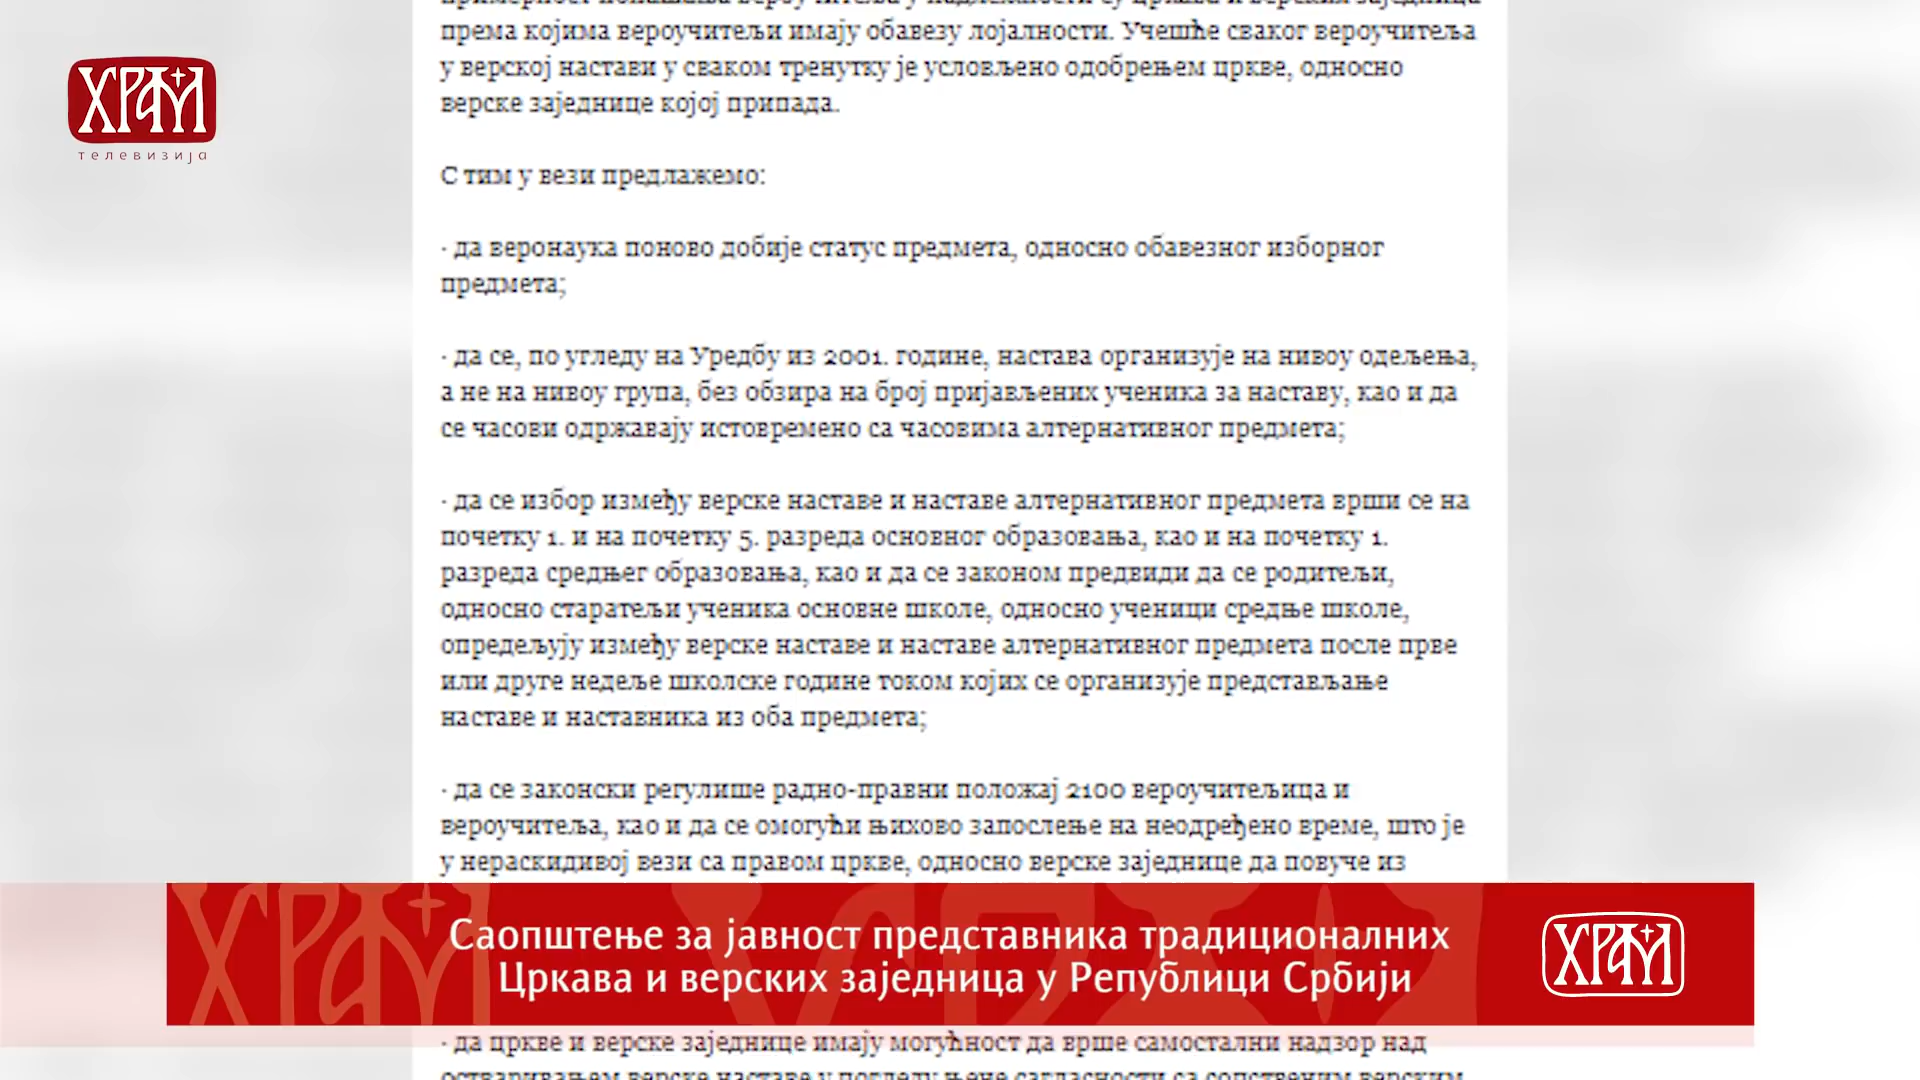 према којима вероучитељи имају обавезу лојалности. Учешће сваког вероучитеља
у верској настави у сваком тренутку је условљено одобрењем цркве, односно
верске заједнице којој припада.
С тим у вези предлажемо:
· да веронаука поново добије статус предмета, односно обавезног изборног
предмета;
· да се, по угледу на Уредбу из 2001. године, настава организује на нивоу одељења,
а не на нивоу група, без обзира на број пријављених ученика за наставу, као и да
се часови одржавају истовремено са часовима алтернативног предмета;
· да се избор између верске наставе и наставе алтернативног предмета врши се на
почетку 1. и на почетку 5. разреда основног образовања, као и на почетку 1.
разреда средњег образовања, као и да се законом предвиди да се родитељи,
односно старатељи ученика основне школе, односно ученици средње школе,
опредељују између верске наставе и наставе алтернативног предмета после прве
или друге недеље школске године током којих се организује представљање
наставе и наставника из оба предмета;
· да се законски регулише радно-правни положај 2100 вероучитељица и
вероучитеља, као и да се омогући њихово запослење на неодређено време, што је
у нераскидивој вези са правом цркве, односно верске заједнице да повуче из
· да цркве и верске заједнице имају могућност да врше самостални надзор над
ХРАМ
телевизија
Саопштење за јавност представника традиционалних
Цркава и верских заједница у Републици Србији
ХРАМ